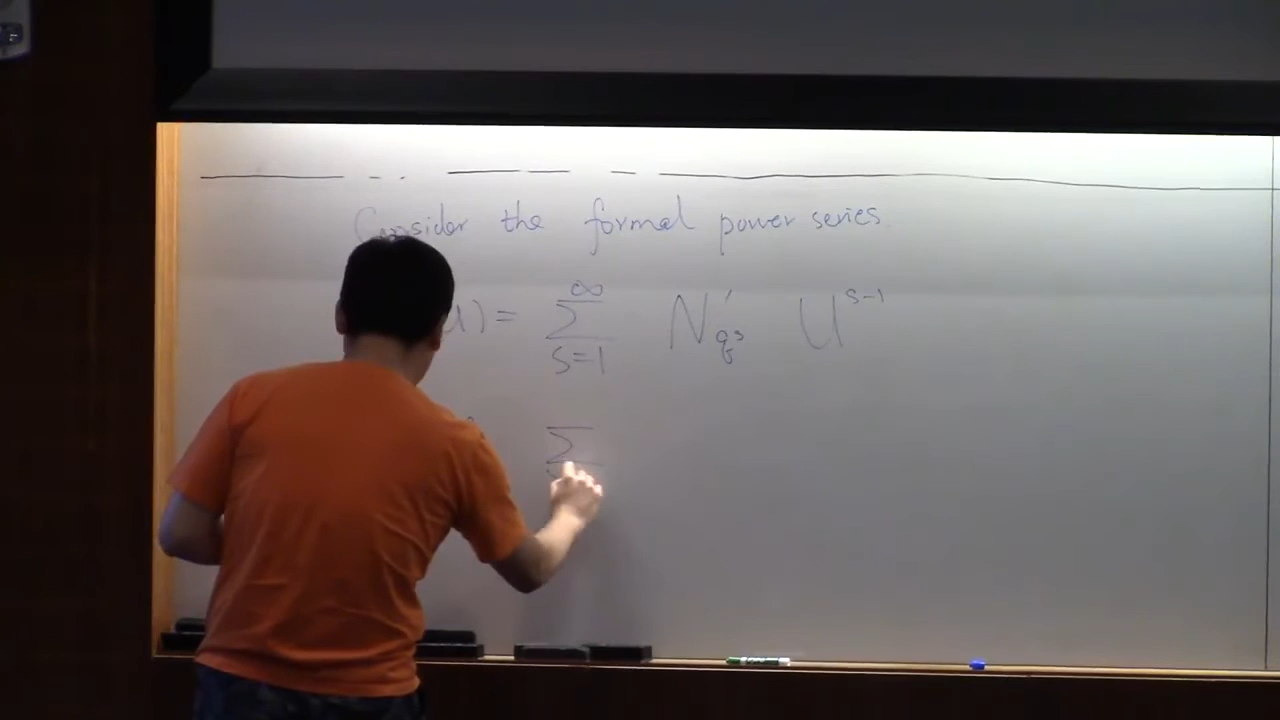 Consider the formal power series
u) = ∑_{s=1}^{∞} N'_{q^s} U^{s-1}
∑